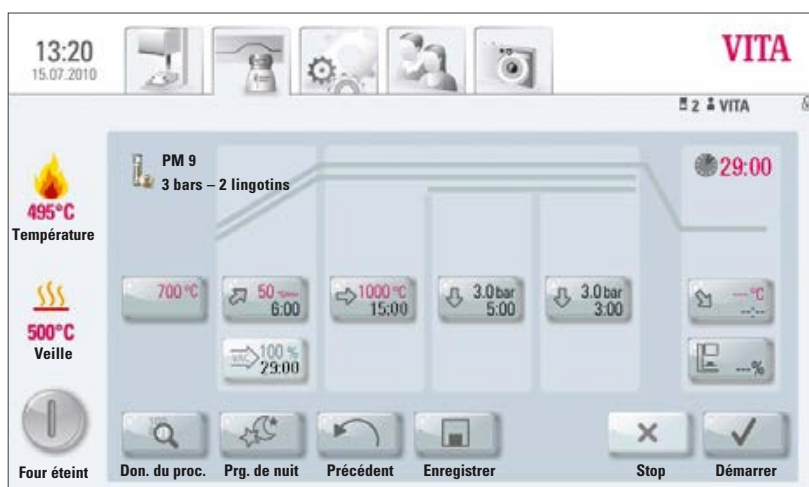 13:20
15.07.2010
VITA
2 VITA
PM 9
3 bars – 2 lingotins
29:00
495°C
Température
500°C
Veille
700 °C
50
6:00
1000 °C
15:00
3.0 bar
5:00
3.0 bar
3:00
--- °C
--:--
VAC 100 %
29:00
---%
Four éteint
Don. du proc.
Prg. de nuit
Précédent
Enregistrer
Stop
Démarrer